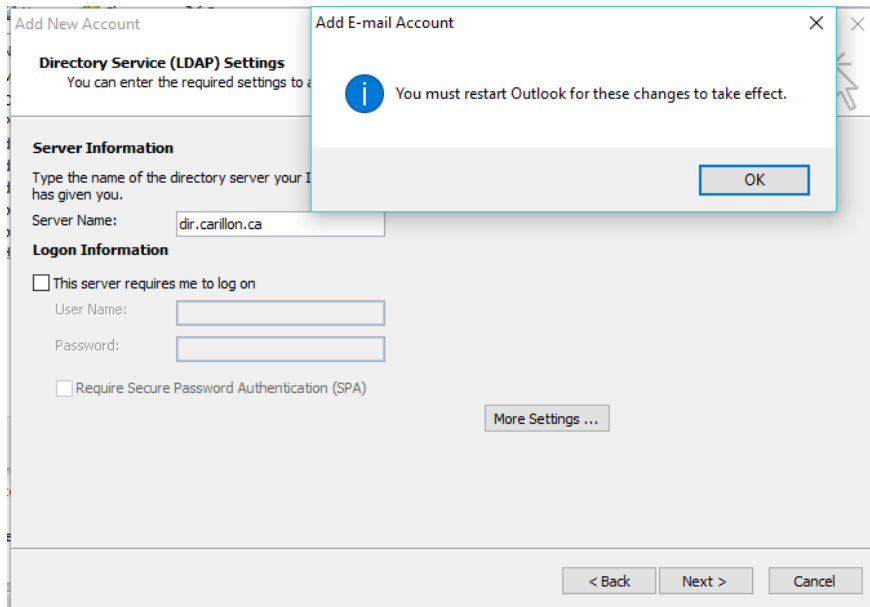 Add New Account
Add E-mail Account
Directory Service (LDAP) Settings
You can enter the required settings to
You must restart Outlook for these changes to take effect.
OK
Server Information
Type the name of the directory server your
has given you.
Server Name:
dir.carillon.ca
Logon Information
This server requires me to log on
User Name:
Password:
Require Secure Password Authentication (SPA)
More Settings ...
< Back
Next >
Cancel